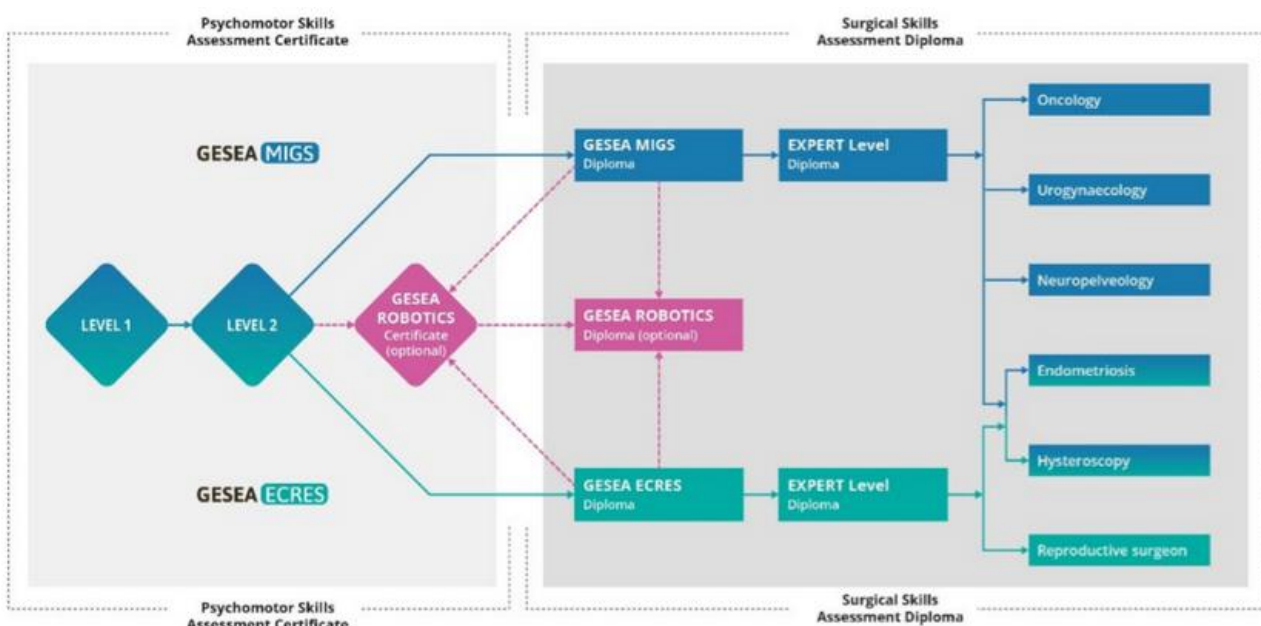 Psychomotor Skills
Assessment Certificate
Surgical Skills
Assessment Diploma
GESEA MIGS
LEVEL 1
LEVEL 2
GESEA
ROBOTICS
Certificate
(optional)
GESEA ECRES
GESEA MIGS
Diploma
EXPERT Level
Diploma
GESEA ROBOTICS
Diploma (optional)
GESEA ECRES
Diploma
EXPERT Level
Diploma
Oncology
Urogynaecology
Neuropelveology
Endometriosis
Hysteroscopy
Reproductive surgeon
Psychomotor Skills
Assessment Certificate
Surgical Skills
Assessment Diploma